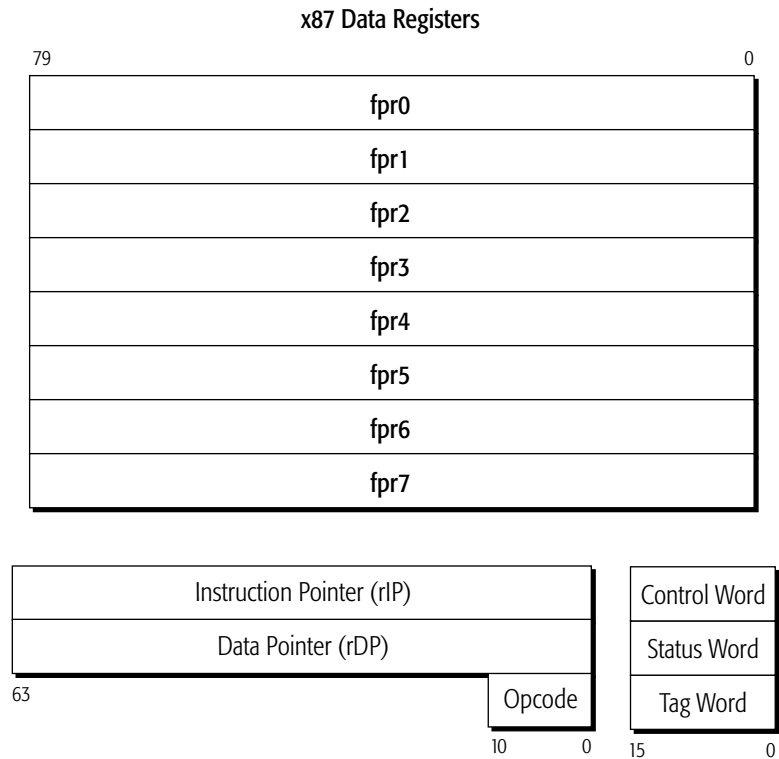 x87 Data Registers
79 0
fpr0
fpr1
fpr2
fpr3
fpr4
fpr5
fpr6
fpr7
Instruction Pointer (rIP)
Data Pointer (rDP)
63
Opcode
10 0
Control Word
Status Word
Tag Word
15 0